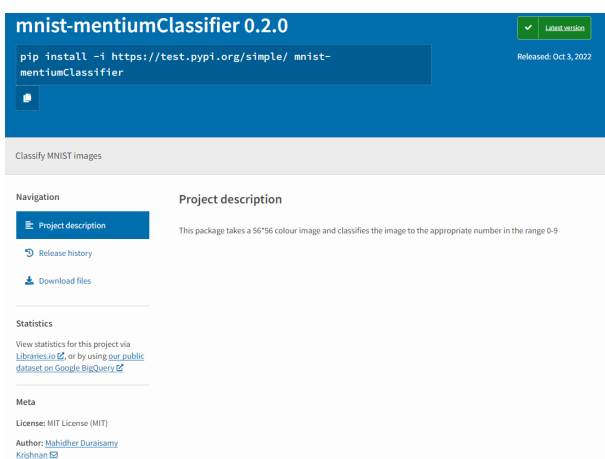 mnist-mentiumClassifier 0.2.0
Latest version
pip install -i https://test.pypi.org/simple/ mnist-
mentiumClassifier
Released: Oct 3, 2022
Classify MNIST images
Navigation
Project description
Release history
Download files
Statistics
View statistics for this project via
Libraries.io, or by using our public
dataset on Google BigQuery
Meta
License: MIT License (MIT)
Author: Mahidher Duraisamy
Krishnan
Project description
This package takes a 56*56 colour image and classifies the image to the appropriate number in the range 0-9